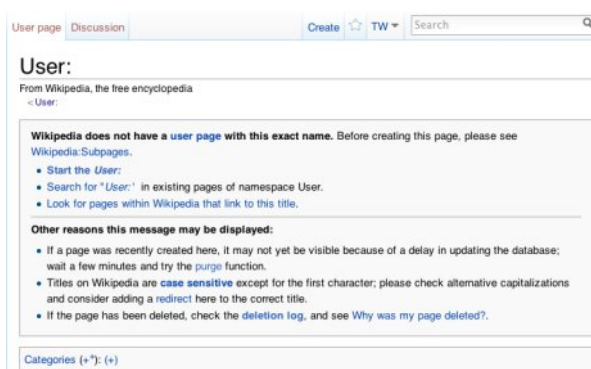 User page Discussion Create TW Search
User:
From Wikipedia, the free encyclopedia
< User:
Wikipedia does not have a user page with this exact name. Before creating this page, please see
Wikipedia:Subpages.
• Start the User:
• Search for "User:' in existing pages of namespace User.
• Look for pages within Wikipedia that link to this title.
Other reasons this message may be displayed:
• If a page was recently created here, it may not yet be visible because of a delay in updating the database;
wait a few minutes and try the purge function.
• Titles on Wikipedia are case sensitive except for the first character; please check alternative capitalizations
and consider adding a redirect here to the correct title.
• If the page has been deleted, check the deletion log, and see Why was my page deleted?.
Categories (+⁺): (+)